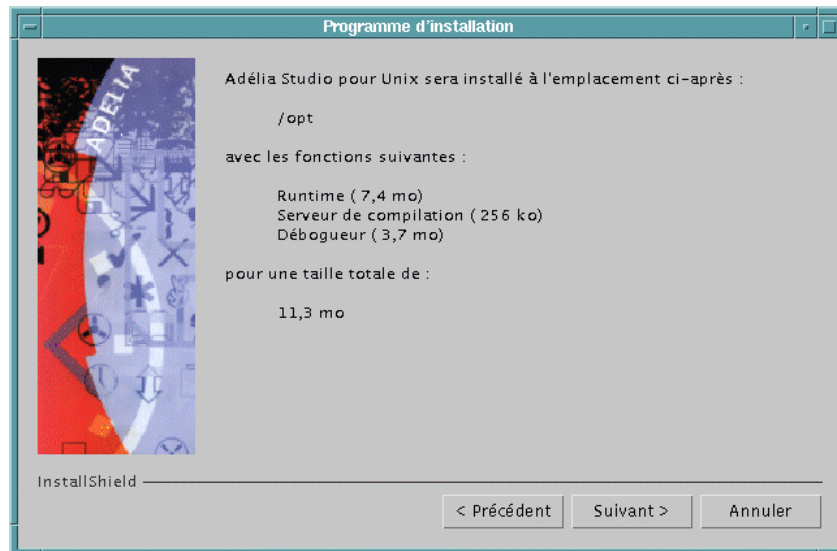 Programme d'installation
ADELIA
Adélia Studio pour Unix sera installé à l'emplacement ci-après :
/opt
avec les fonctions suivantes :
Runtime ( 7,4 mo)
Serveur de compilation ( 256 ko)
Débogueur ( 3,7 mo)
pour une taille totale de :
11,3 mo
InstallShield
< Précédent
Suivant >
Annuler